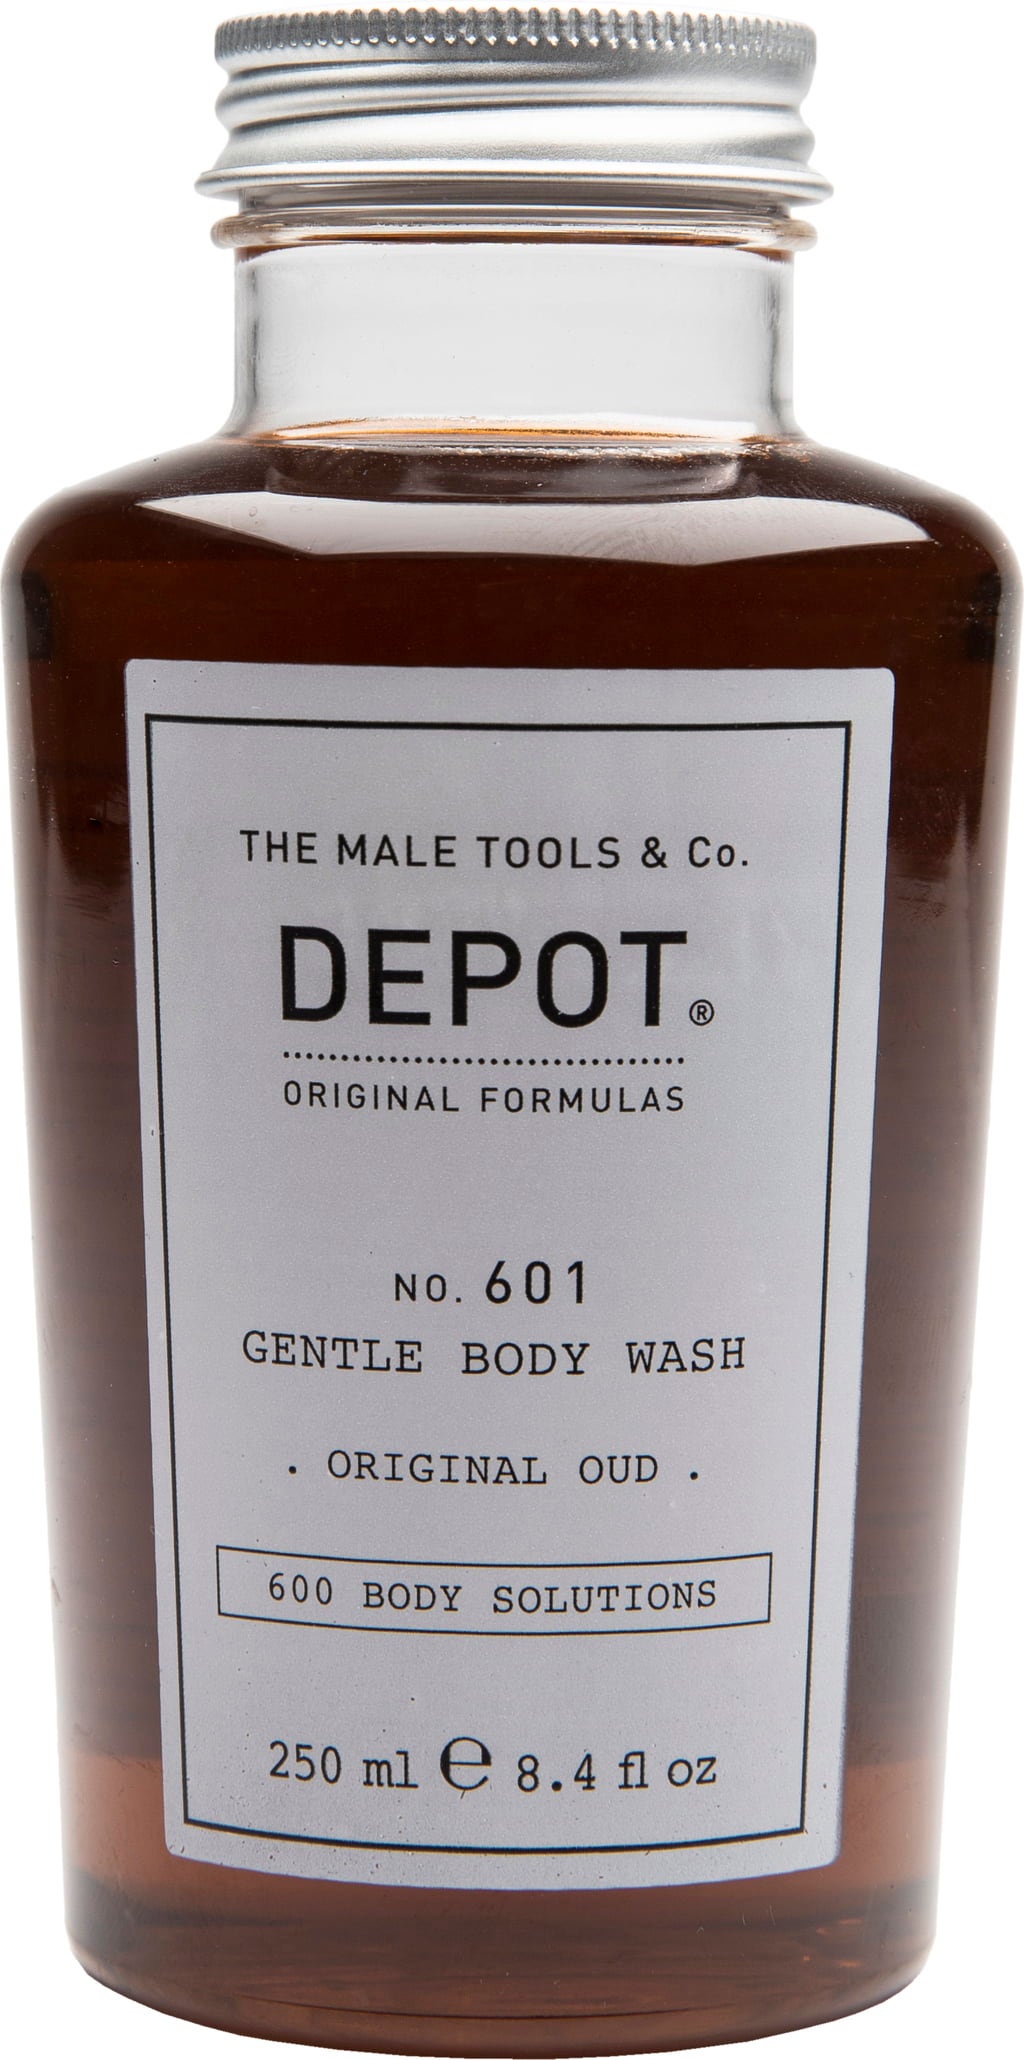 THE MALE TOOLS & Co.
DEPOT®
ORIGINAL FORMULAS
NO. 601
GENTLE BODY WASH
. ORIGINAL OUD .
600 BODY SOLUTIONS
250 ml e 8.4 fl oz